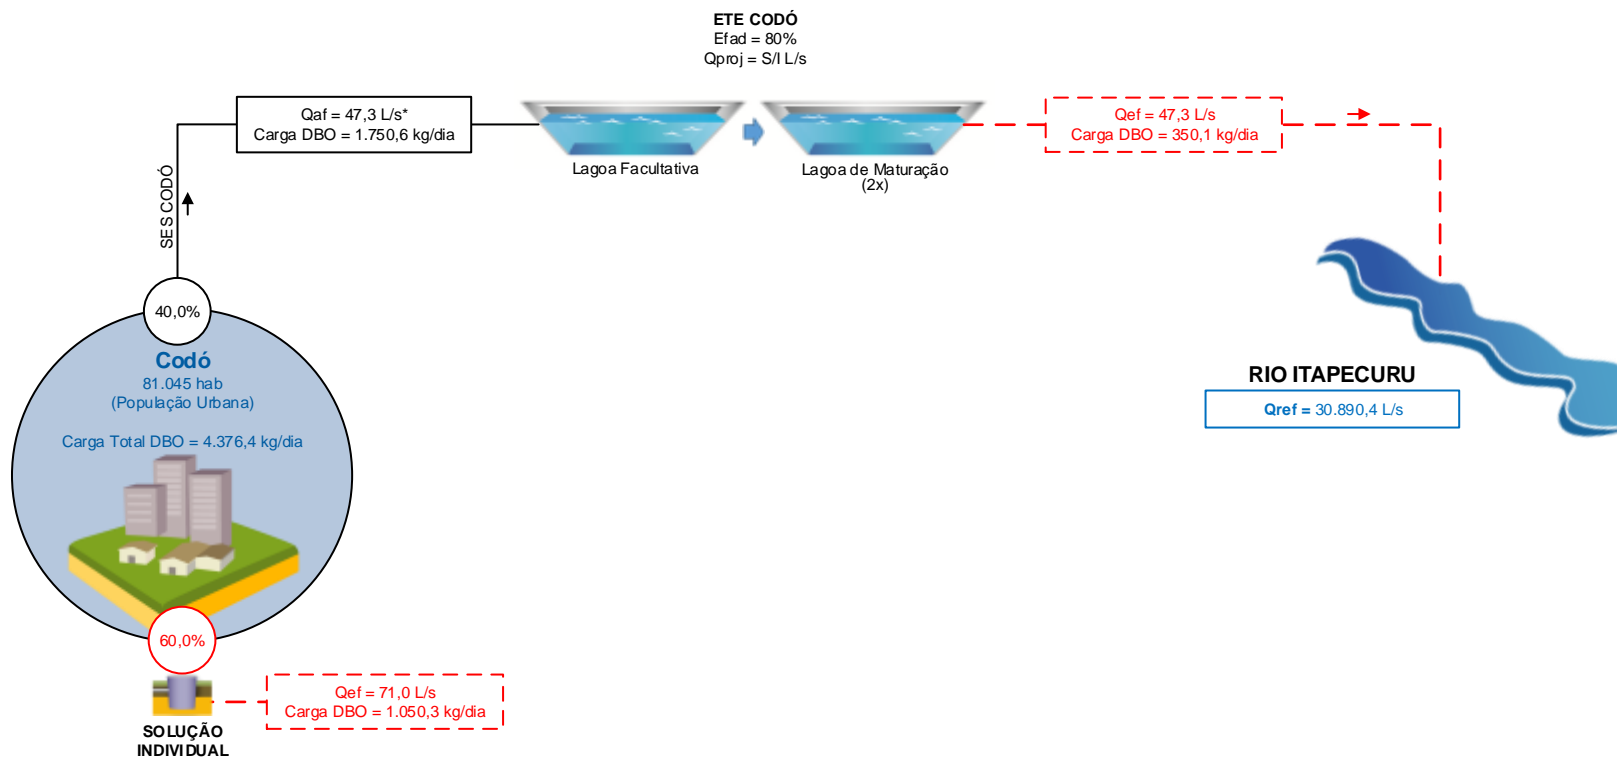 ETE CODÓ
Efad = 80%
Qproj = S/I L/s
Qaf = 47,3 L/s*
Carga DBO = 1.750,6 kg/dia
Lagoa Facultativa
Lagoa de Maturação
(2x)
Qef = 47,3 L/s
Carga DBO = 350,1 kg/dia
SES CODÓ
40,0%
Codó
81.045 hab
(População Urbana)
Carga Total DBO = 4.376,4 kg/dia
RIO ITAPECURU
Qref = 30.890,4 L/s
60,0%
Qef = 71,0 L/s
Carga DBO = 1.050,3 kg/dia
SOLUÇÃO
INDIVIDUAL